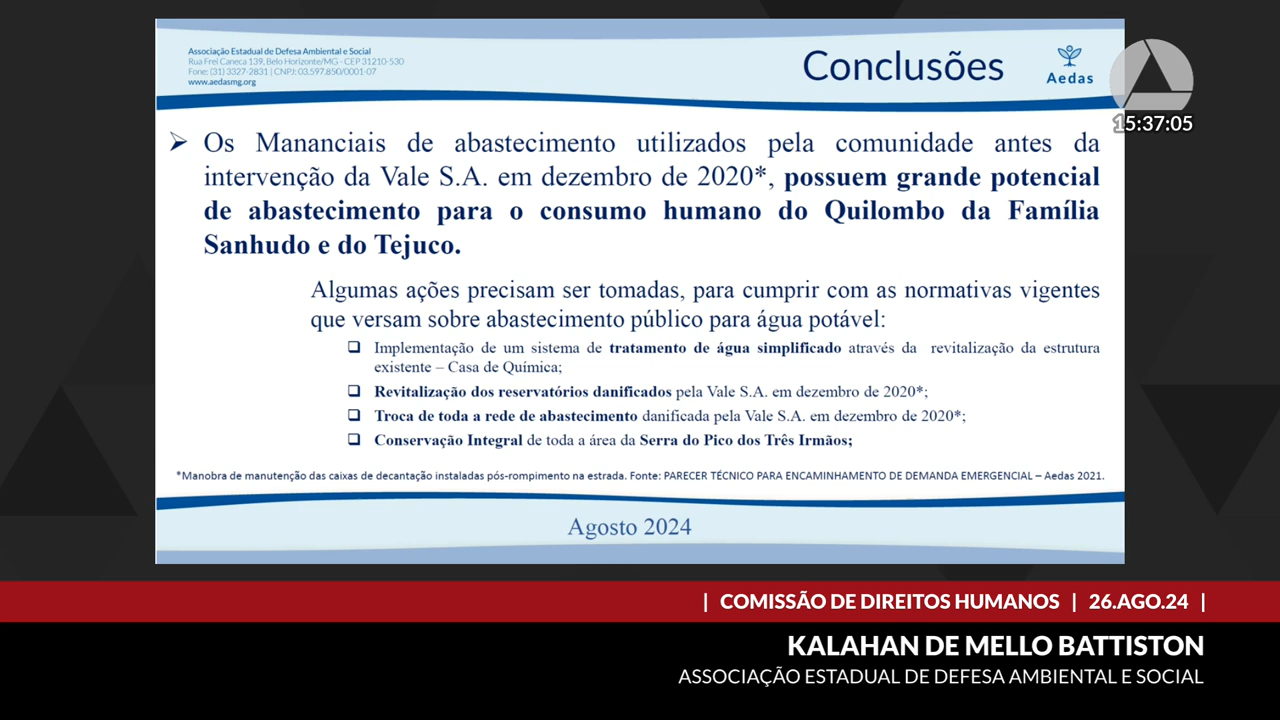 Associação Estadual de Defesa Ambiental e Social
Rua Frei Caneca 139, Belo Horizonte/MG - CEP 31210-530
Fone: (31) 3327-2831 | CNPJ: 03.597.850/0001-07
www.aedasmg.org
Conclusões
Aedas
15:37:05
➢ Os Mananciais de abastecimento utilizados pela comunidade antes da
intervenção da Vale S.A. em dezembro de 2020*, possuem grande potencial
de abastecimento para o consumo humano do Quilombo da Família
Sanhudo e do Tejuco.
Algumas ações precisam ser tomadas, para cumprir com as normativas vigentes
que versam sobre abastecimento público para água potável:
❑ Implementação de um sistema de tratamento de água simplificado através da revitalização da estrutura
existente – Casa de Química;
❑ Revitalização dos reservatórios danificados pela Vale S.A. em dezembro de 2020*;
❑ Troca de toda a rede de abastecimento danificada pela Vale S.A. em dezembro de 2020*;
❑ Conservação Integral de toda a área da Serra do Pico dos Três Irmãos;
*Manobra de manutenção das caixas de decantação instaladas pós-rompimento na estrada. Fonte: PARECER TÉCNICO PARA ENCAMINHAMENTO DE DEMANDA EMERGENCIAL – Aedas 2021.
Agosto 2024
| COMISSÃO DE DIREITOS HUMANOS | 26.AGO.24 |
KALAHAN DE MELLO BATTISTON
ASSOCIAÇÃO ESTADUAL DE DEFESA AMBIENTAL E SOCIAL